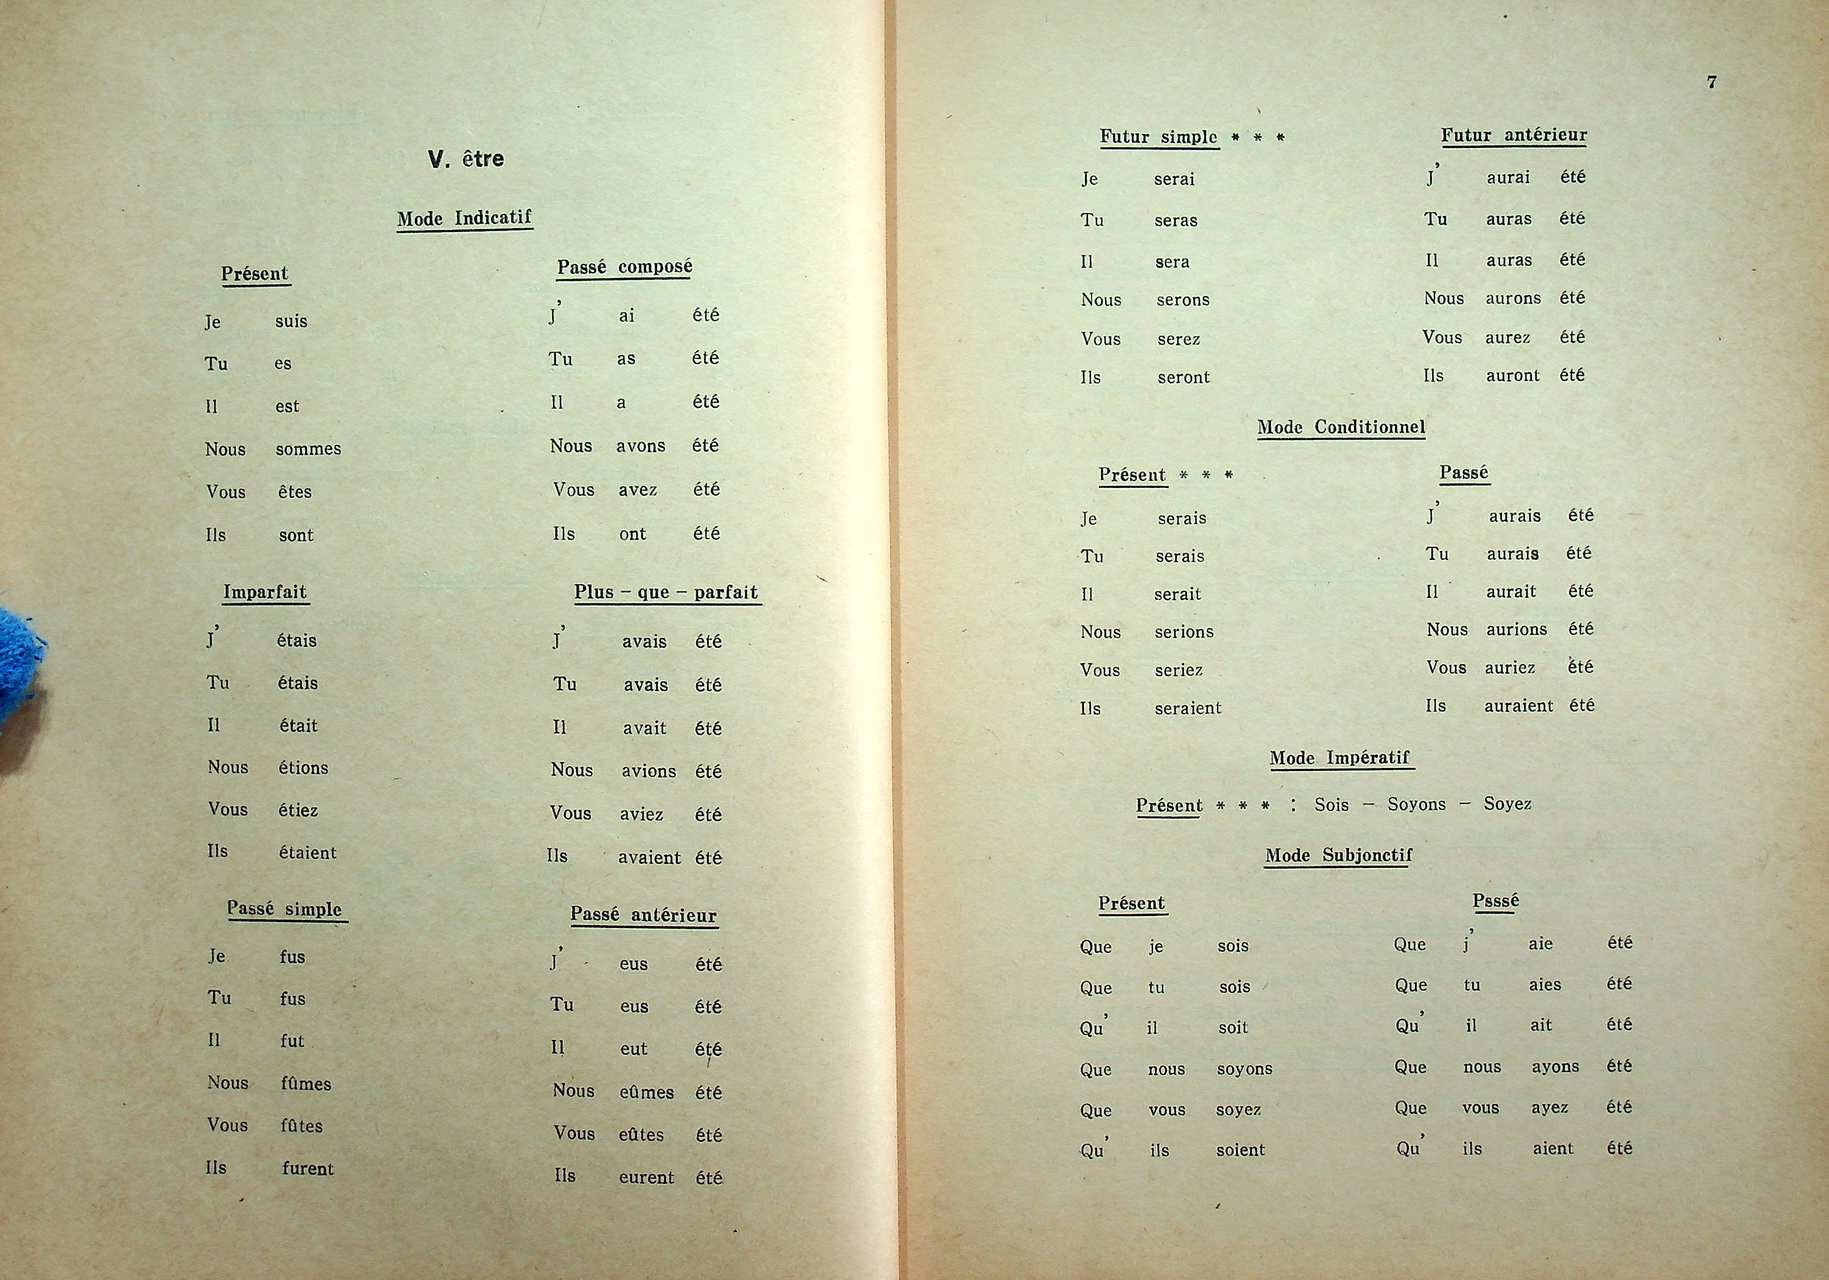 V. être
Mode Indicatif
Présent
Je suis
Tu es
Il est
Nous sommes
Vous êtes
Ils sont
Passé composé
J' ai été
Tu as été
Il a été
Nous avons été
Vous avez été
Ils ont été
Imparfait
J' étais
Tu étais
Il était
Nous étions
Vous étiez
Ils étaient
Plus - que - parfait
J' avais été
Tu avais été
Il avait été
Nous avions été
Vous aviez été
Ils avaient été
Passé simple
Je fus
Tu fus
Il fut
Nous fûmes
Vous fûtes
Ils furent
Passé antérieur
J' eus été
Tu eus été
Il eut été
Nous eûmes été
Vous eûtes été
Ils eurent été
7
Futur simple * * *
Je serai
Tu seras
Il sera
Nous serons
Vous serez
Ils seront
Futur antérieur
J' aurai été
Tu auras été
Il auras été
Nous aurons été
Vous aurez été
Ils auront été
Mode Conditionnel
Présent * * *
Je serais
Tu serais
Il serait
Nous serions
Vous seriez
Ils seraient
Passé
J' aurais été
Tu aurais été
Il aurait été
Nous aurions été
Vous auriez été
Ils auraient été
Mode Impératif
Présent * * * : Sois - Soyons - Soyez
Mode Subjonctif
Présent
Que je sois
Que tu sois
Qu' il soit
Que nous soyons
Que vous soyez
Qu' ils soient
Psssé
Que j' aie été
Que tu aies été
Qu' il ait été
Que nous ayons été
Que vous ayez été
Qu' ils aient été